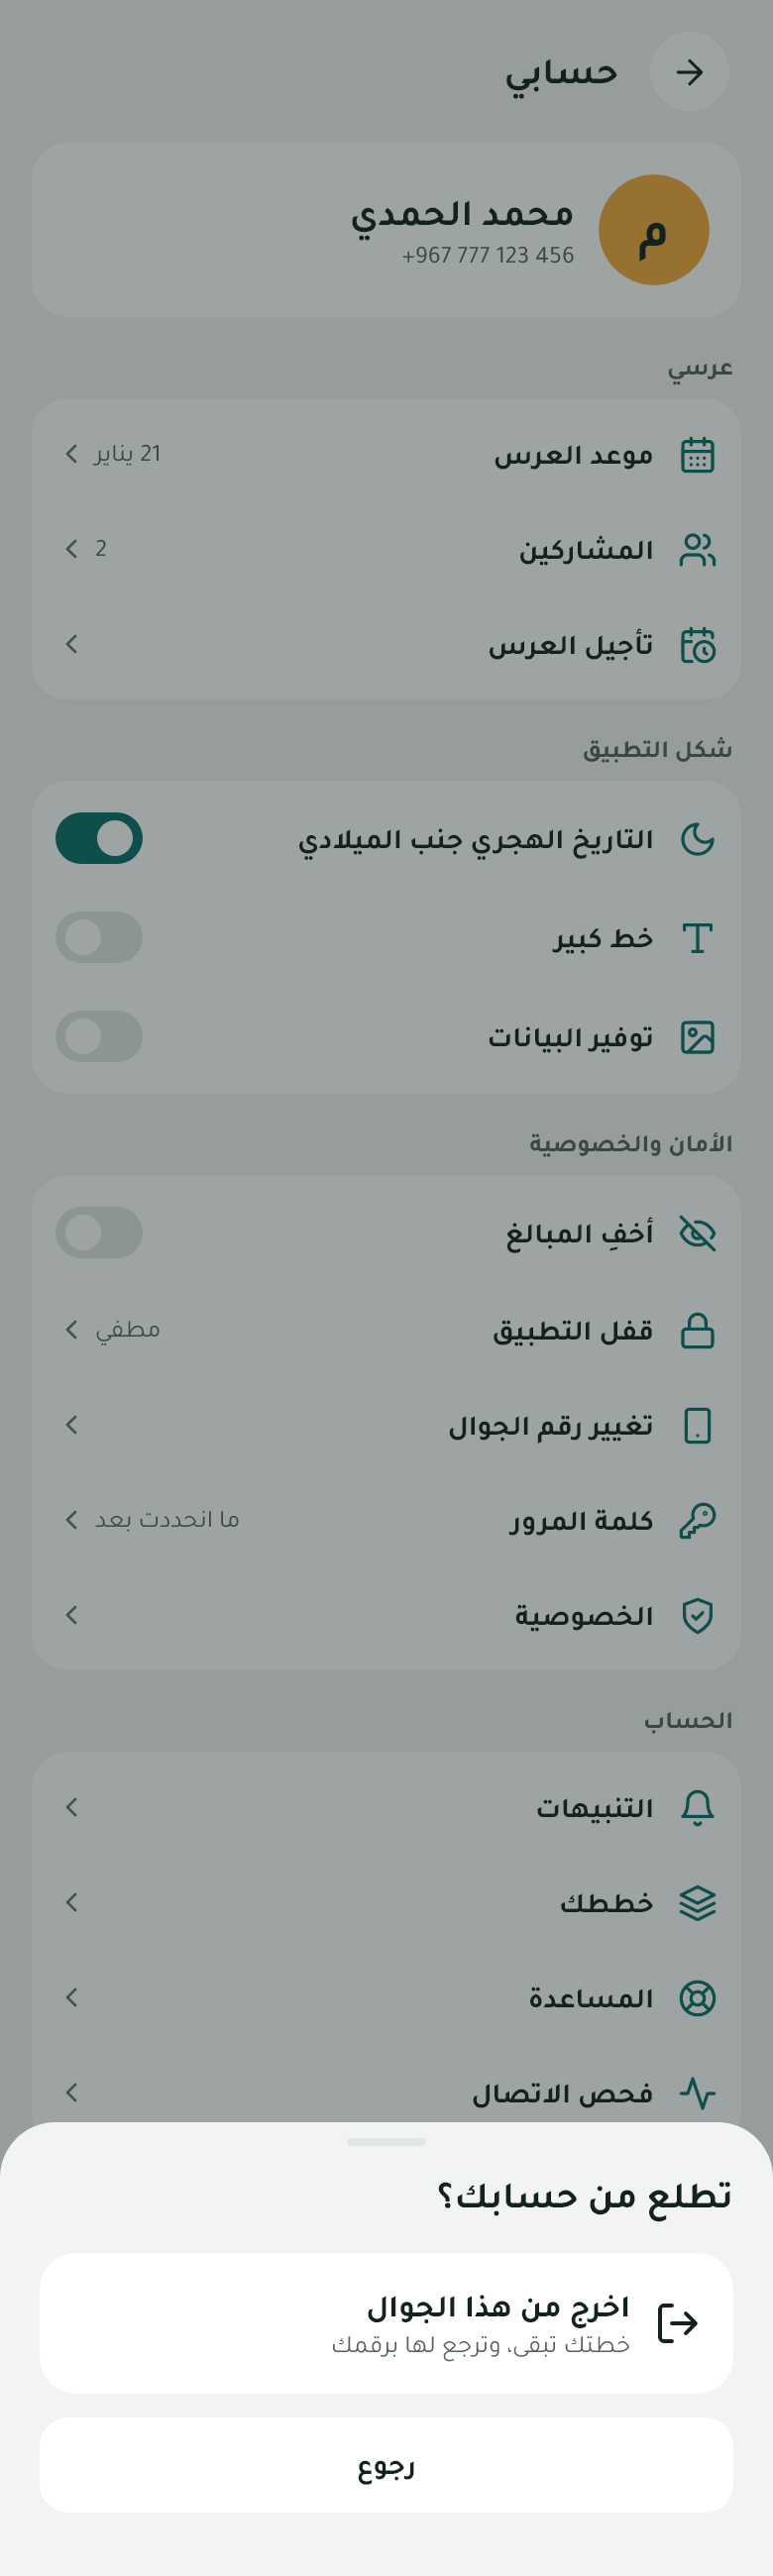 حسابي
م
محمد الحمدي
+967 777 123 456
عرسي
موعد العرس
21 يناير
المشاركين
2
تأجيل العرس
شكل التطبيق
التاريخ الهجري جنب الميلادي
خط كبير
توفير البيانات
الأمان والخصوصية
أخفِ المبالغ
قفل التطبيق
مطفي
تغيير رقم الجوال
كلمة المرور
ما انحددت بعد
الخصوصية
الحساب
التنبيهات
خططك
المساعدة
فحص الاتصال
تطلع من حسابك؟
اخرج من هذا الجوال
خطتك تبقى، وترجع لها برقمك
رجوع